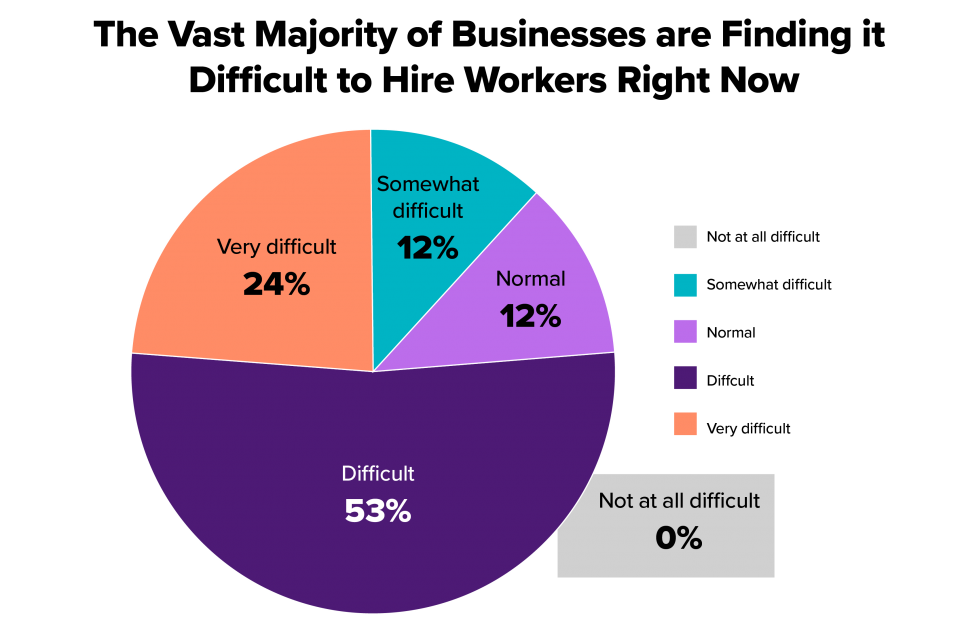 The Vast Majority of Businesses are Finding it
Difficult to Hire Workers Right Now
Somewhat
difficult
12%
Very difficult
24%
Normal
12%
Difficult
53%
Not at all difficult
Somewhat difficult
Normal
Diffcult
Very difficult
Not at all difficult
0%